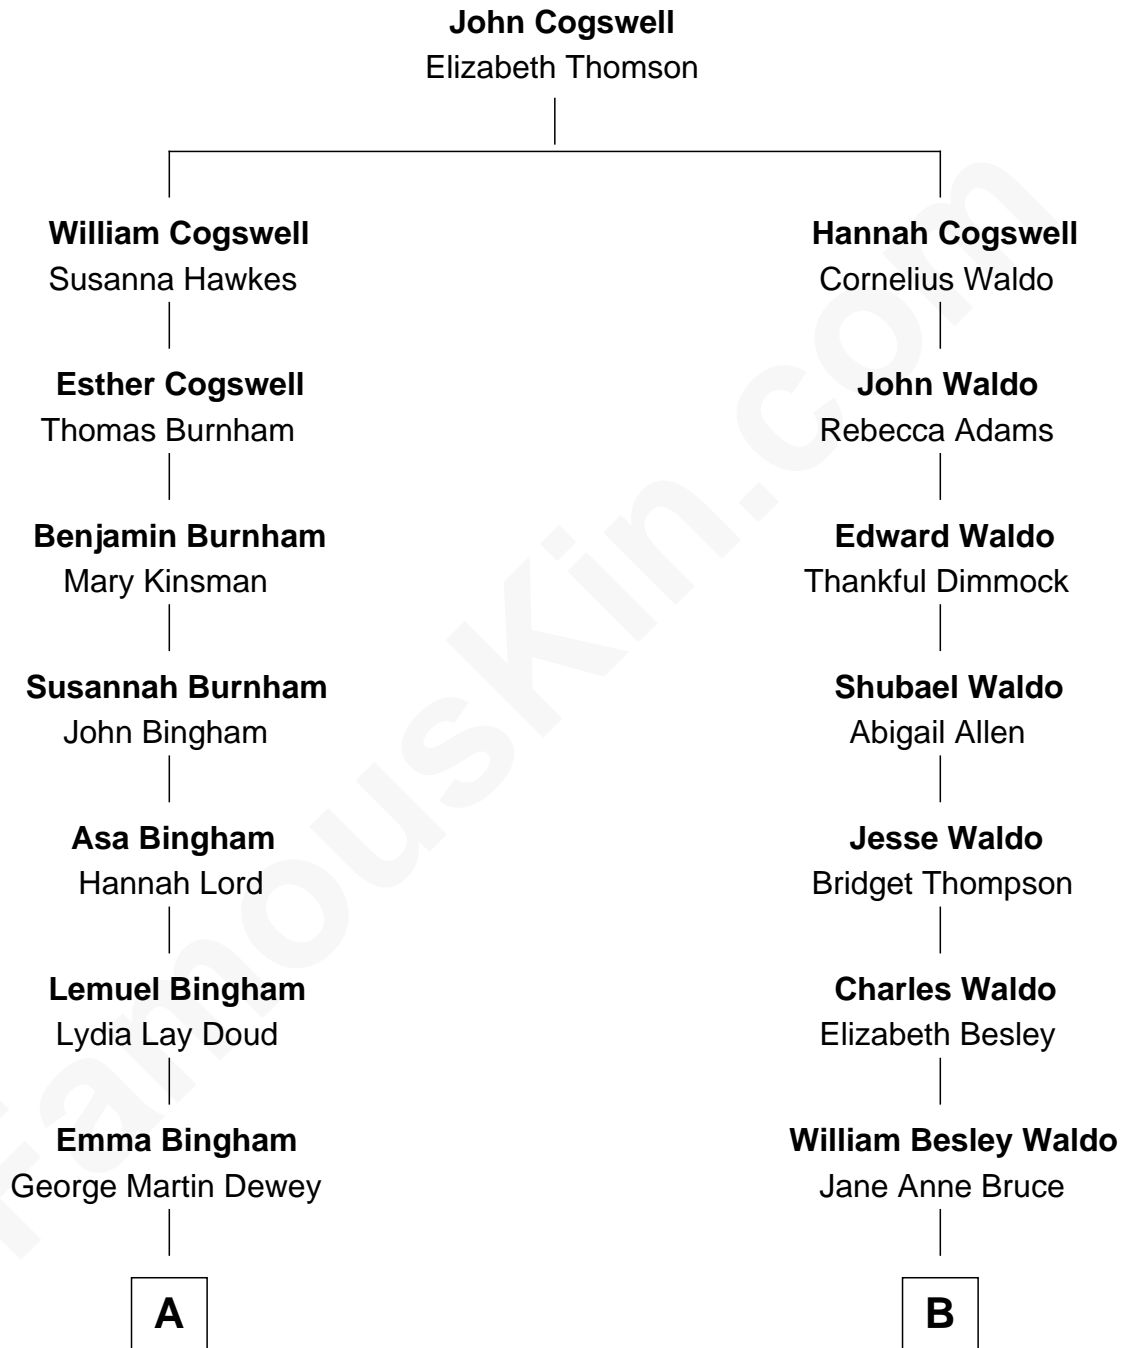 John Cogswell
Elizabeth Thomson
William Cogswell
Susanna Hawkes
Hannah Cogswell
Cornelius Waldo
Esther Cogswell
Thomas Burnham
John Waldo
Rebecca Adams
Benjamin Burnham
Mary Kinsman
Edward Waldo
Thankful Dimmock
Susannah Burnham
John Bingham
Shubael Waldo
Abigail Allen
Asa Bingham
Hannah Lord
Jesse Waldo
Bridget Thompson
Lemuel Bingham
Lydia Lay Doud
Charles Waldo
Elizabeth Besley
Emma Bingham
George Martin Dewey
William Besley Waldo
Jane Anne Bruce
A
B
FamousKin.com